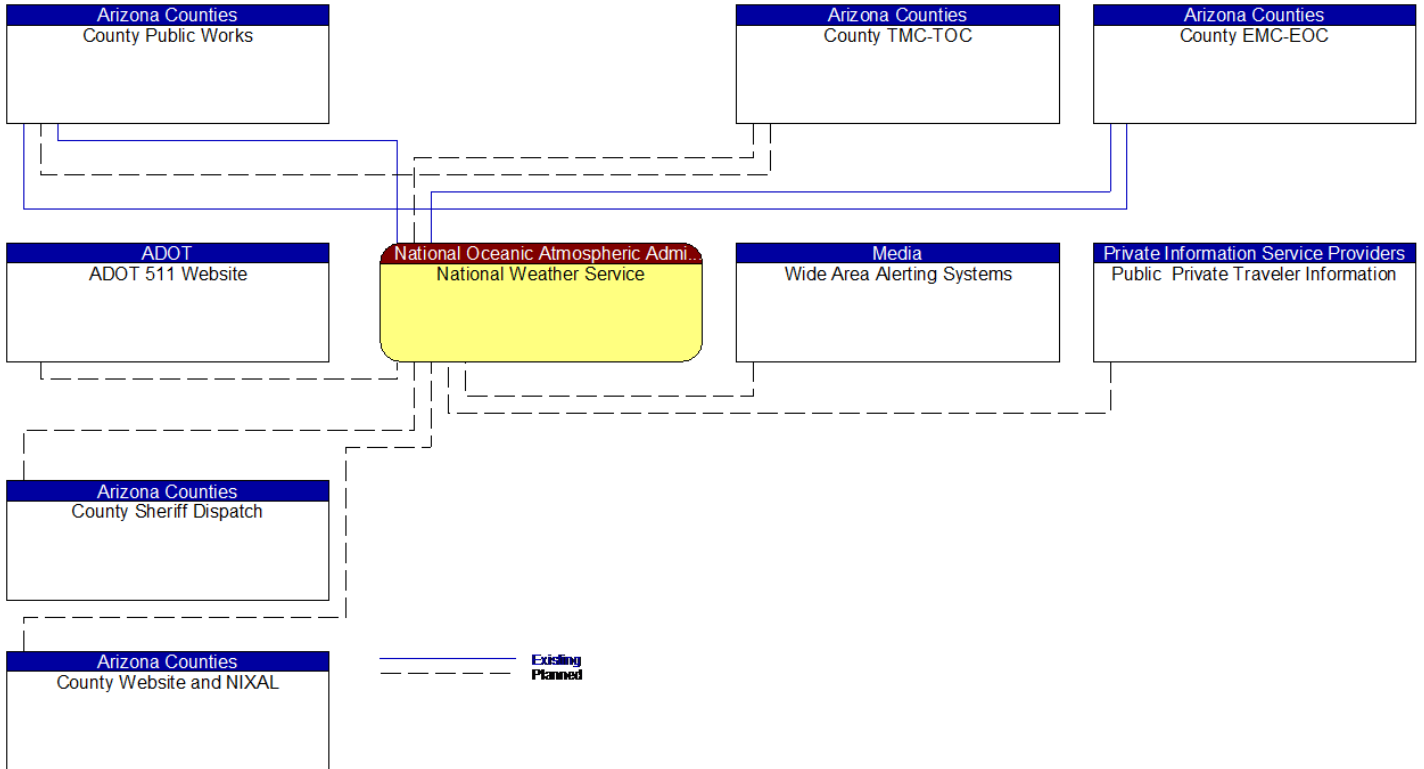 Arizona Counties
County Public Works
Arizona Counties
County TMC-TOC
Arizona Counties
County EMC-EOC
ADOT
ADOT 511 Website
National Oceanic Atmospheric Admi...
National Weather Service
Media
Wide Area Alerting Systems
Private Information Service Providers
Public  Private Traveler Information
Arizona Counties
County Sheriff Dispatch
Arizona Counties
County Website and NIXAL
Existing
Planned